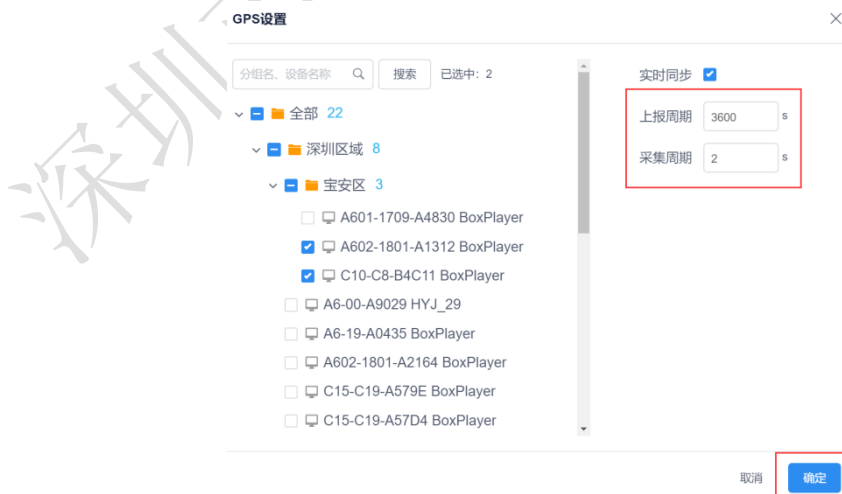 GPS设置
分组名、设备名称 搜索 已选中：2
实时同步
全部 22
上报周期 3600 s
深圳区域 8
采集周期 2 s
宝安区 3
A601-1709-A4830 BoxPlayer
A602-1801-A1312 BoxPlayer
C10-C8-B4C11 BoxPlayer
A6-00-A9029 HYJ_29
A6-19-A0435 BoxPlayer
A602-1801-A2164 BoxPlayer
C15-C19-A579E BoxPlayer
C15-C19-A57D4 BoxPlayer
取消 确定
深圳